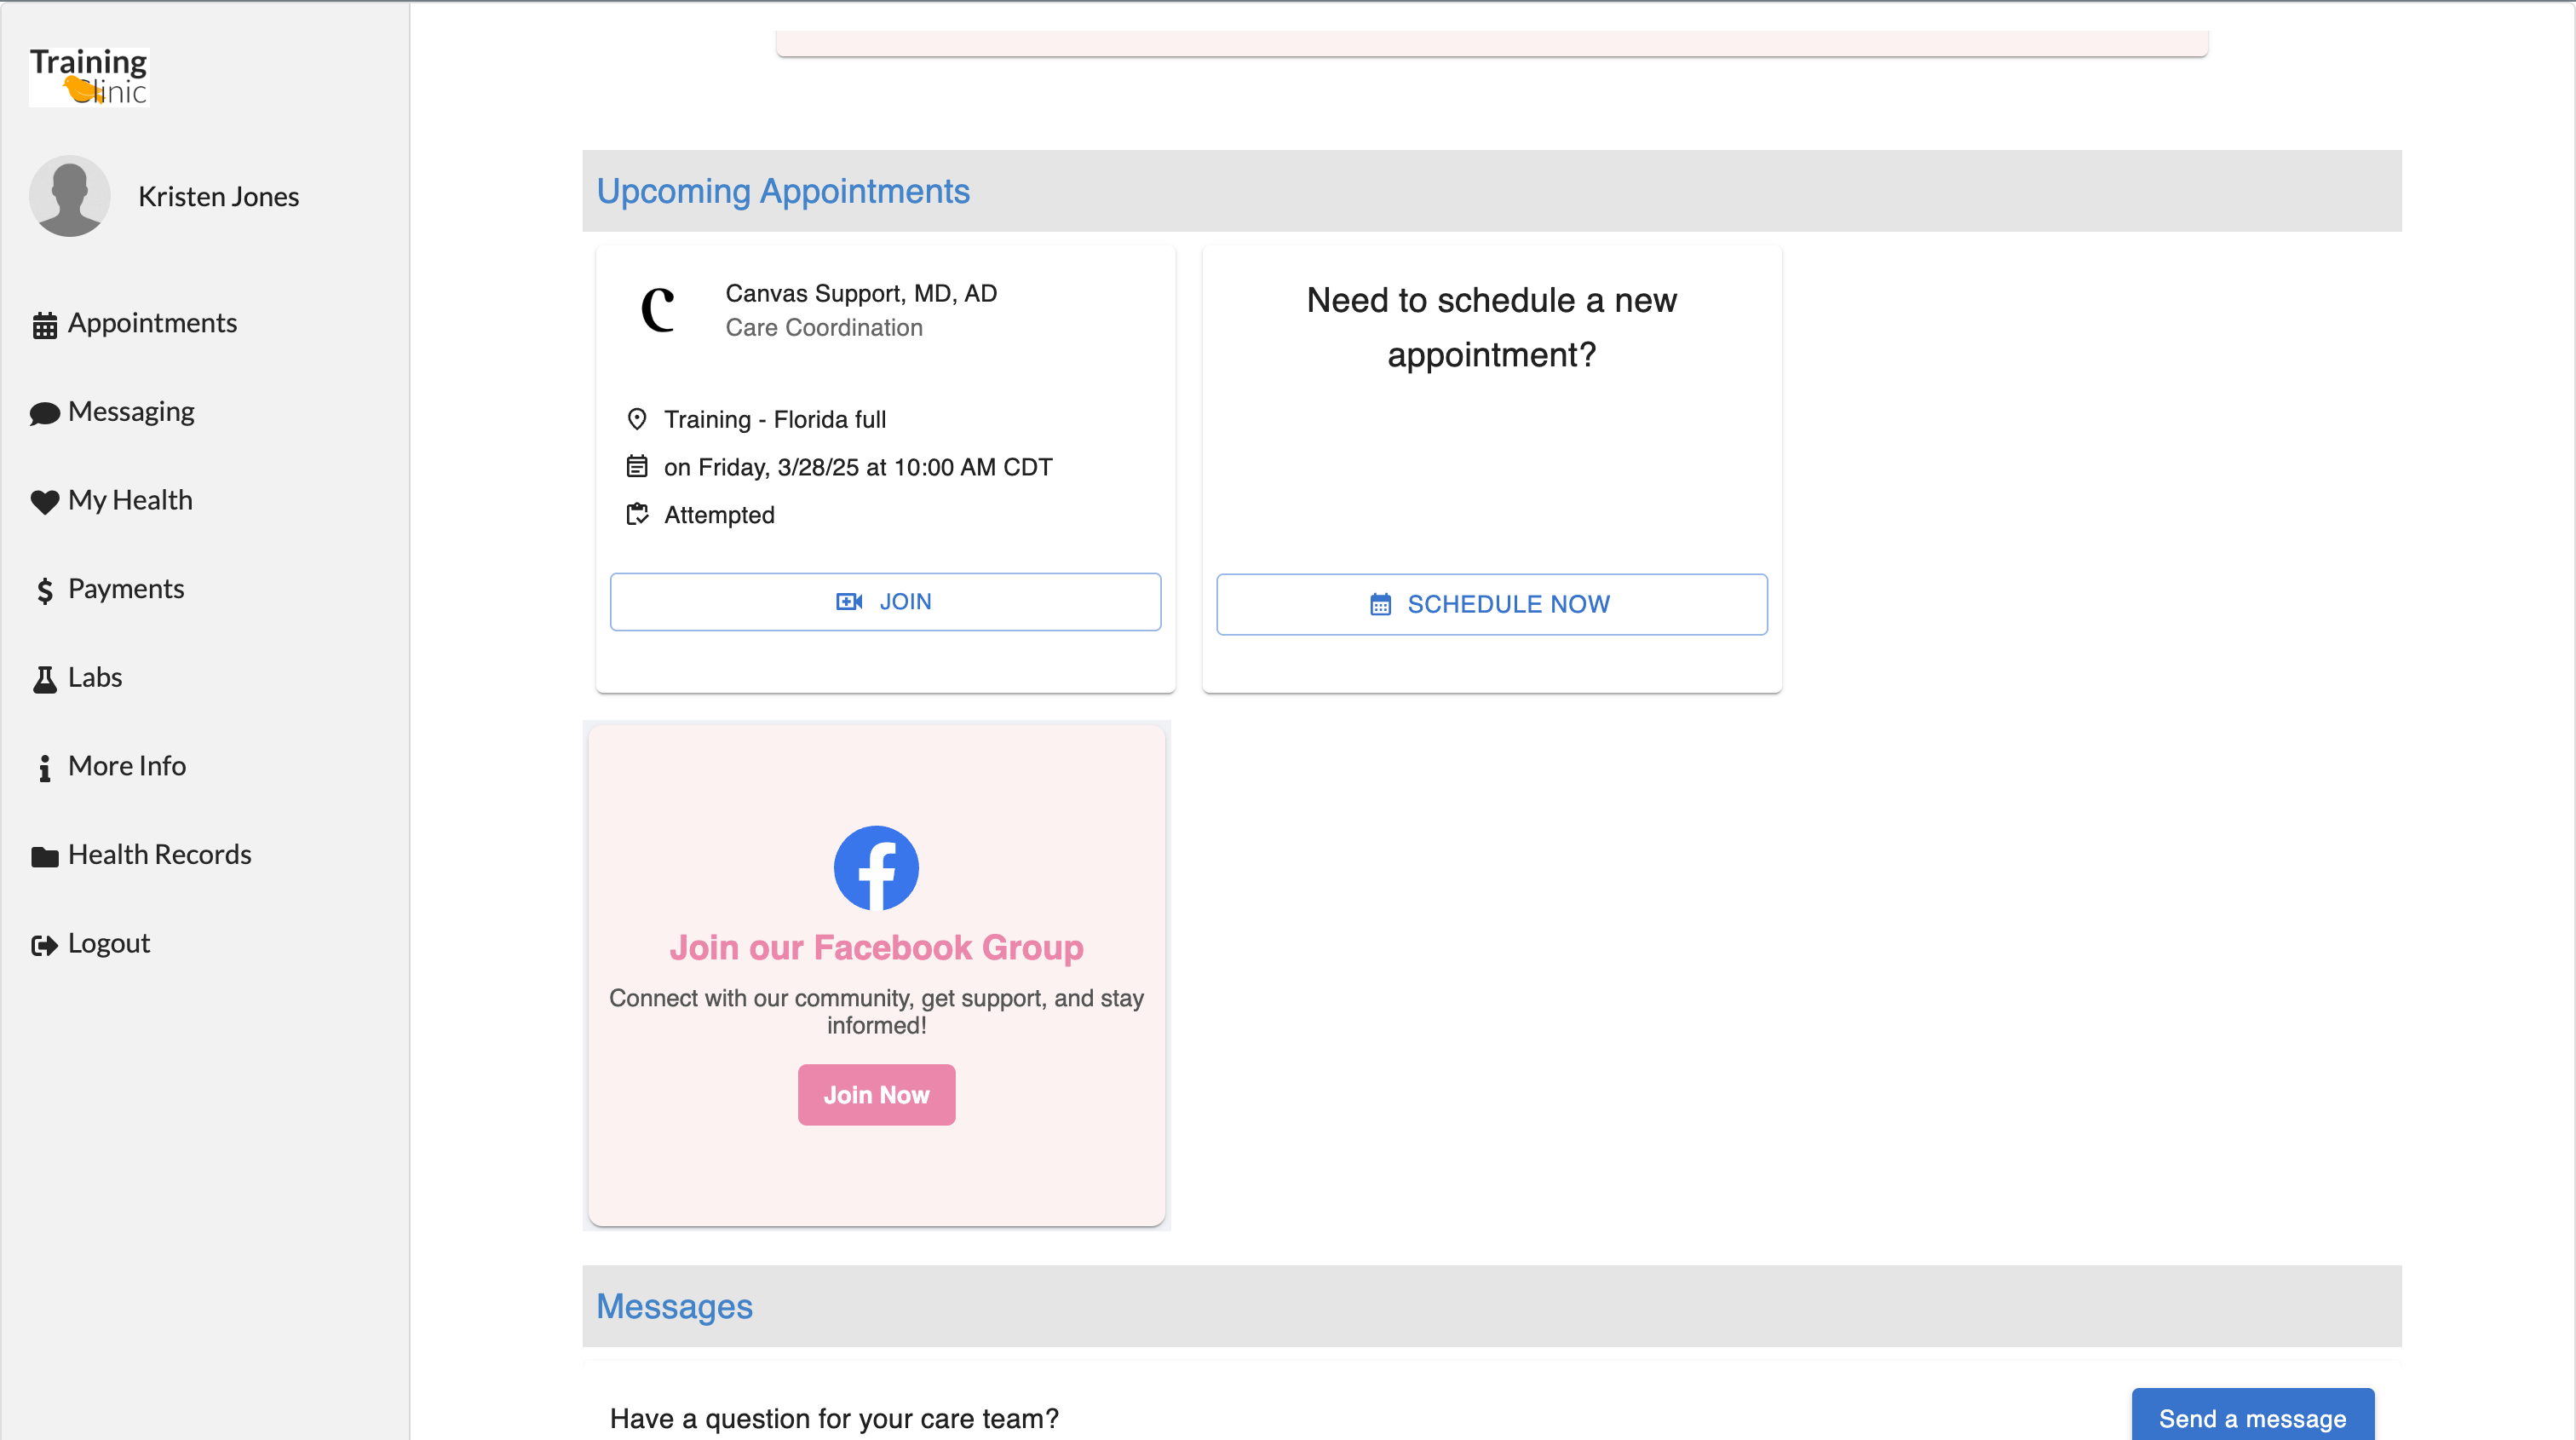 Training
Clinic
Kristen Jones
Appointments
Messaging
My Health
Payments
Labs
More Info
Health Records
Logout
Upcoming Appointments
Canvas Support, MD, AD
Care Coordination
Training - Florida full
on Friday, 3/28/25 at 10:00 AM CDT
Attempted
JOIN
Need to schedule a new
appointment?
SCHEDULE NOW
Join our Facebook Group
Connect with our community, get support, and stay
informed!
Join Now
Messages
Have a question for your care team?
Send a message